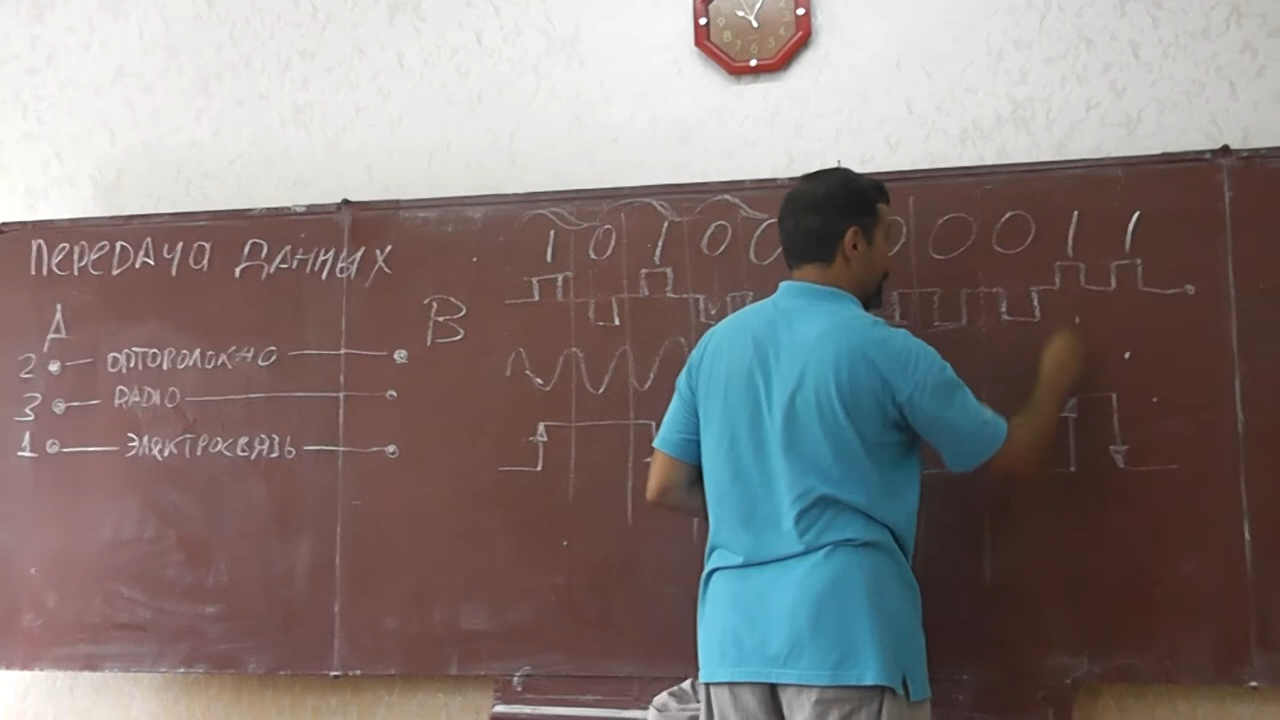 ПЕРЕДАЧА ДАННЫХ
1 0 1 0 0 0 0 0 1 1
A B
2 ОПТОВОЛОКНО
3 RADIO
1 ЭЛЕКТРОСВЯЗЬ